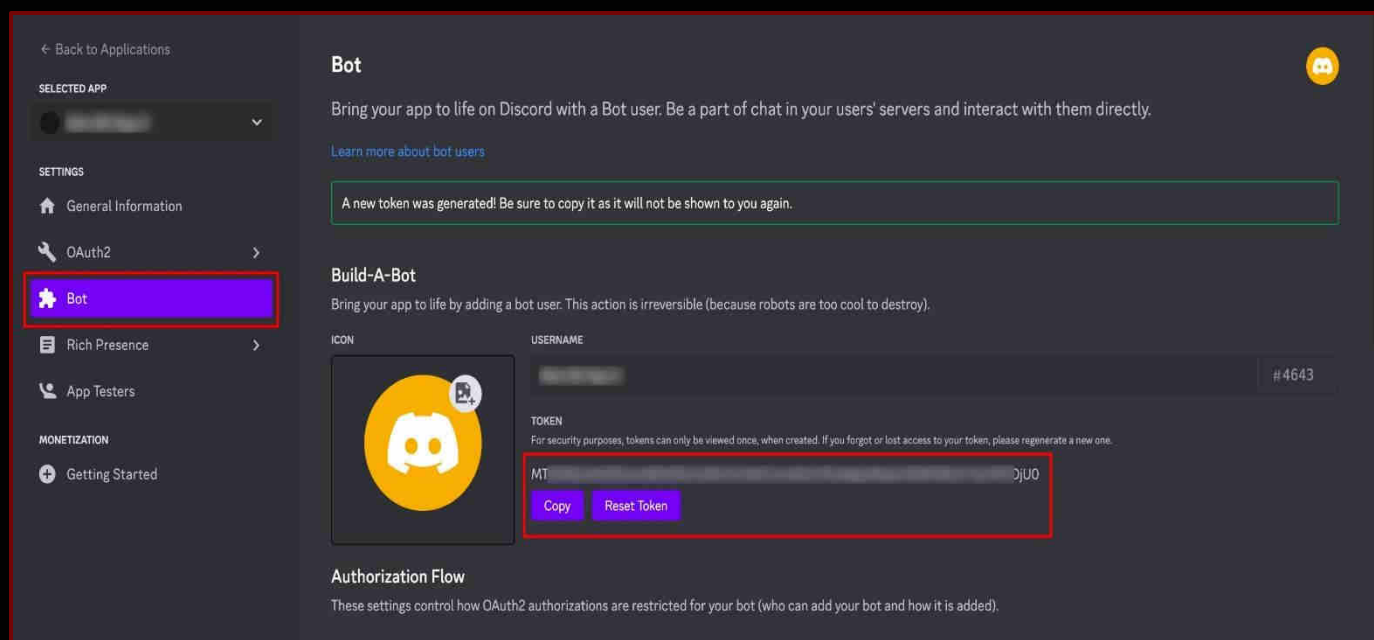 ← Back to Applications
SELECTED APP
SETTINGS
General Information
OAuth2
Bot
Rich Presence
App Testers
MONETIZATION
Getting Started
Bot
Bring your app to life on Discord with a Bot user. Be a part of chat in your users' servers and interact with them directly.
Learn more about bot users
A new token was generated! Be sure to copy it as it will not be shown to you again.
Build-A-Bot
Bring your app to life by adding a bot user. This action is irreversible (because robots are too cool to destroy).
ICON
USERNAME
#4643
TOKEN
For security purposes, tokens can only be viewed once, when created. If you forgot or lost access to your token, please regenerate a new one.
MT
DjU0
Copy
Reset Token
Authorization Flow
These settings control how OAuth2 authorizations are restricted for your bot (who can add your bot and how it is added).